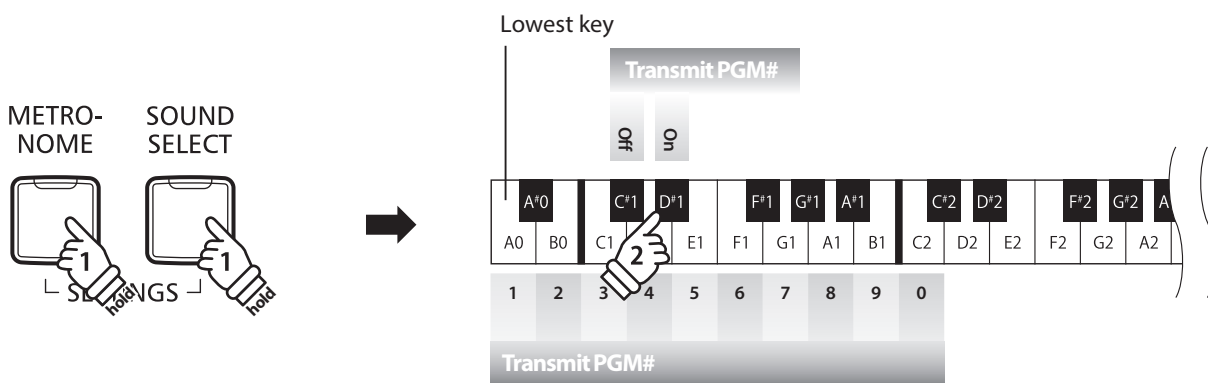 Lowest key
Transmit PGM#
Off On
METRO-
NOME
SOUND
SELECT
1 hold 1 hold
A#0 C#1 D#1 F#1 G#1 A#1 C#2 D#2 F#2 G#2 A
A0 B0 C1 2 E1 F1 G1 A1 B1 C2 D2 E2 F2 G2 A2
1 2 3 4 5 6 7 8 9 0
Transmit PGM#